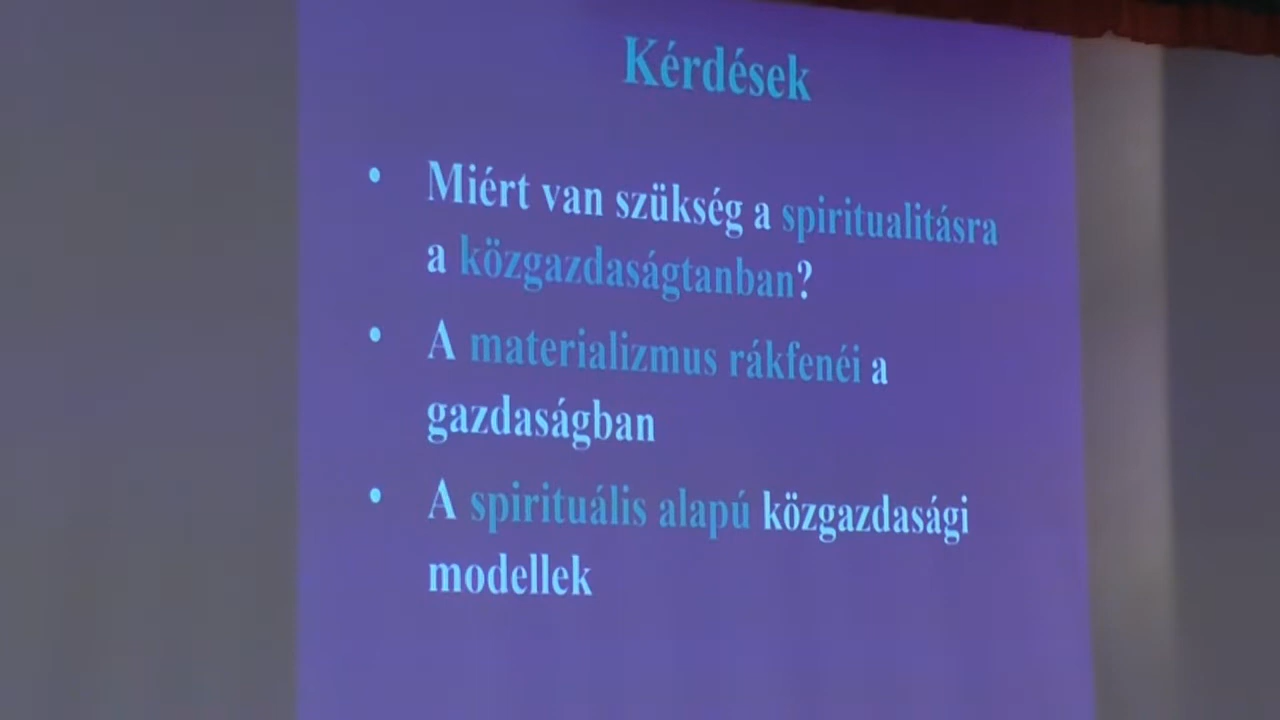 Kérdések
• Miért van szükség a spiritualitásra
a közgazdaságtanban?
• A materializmus rákfenéi a
gazdaságban
• A spirituális alapú közgazdasági
modellek